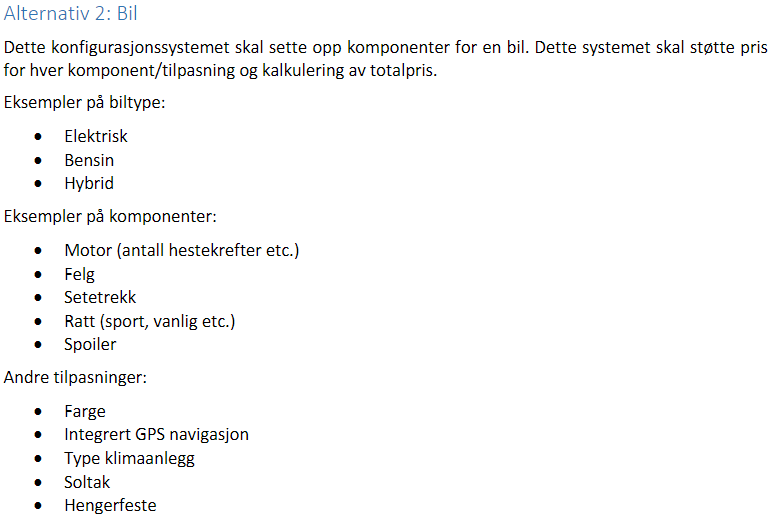 Alternativ 2: Bil
Dette konfigurasjonssystemet skal sette opp komponenter for en bil. Dette systemet skal støtte pris
for hver komponent/tilpasning og kalkulering av totalpris.
Eksempler på biltype:
• Elektrisk
• Bensin
• Hybrid
Eksempler på komponenter:
• Motor (antall hestekrefter etc.)
• Felg
• Setetrekk
• Ratt (sport, vanlig etc.)
• Spoiler
Andre tilpasninger:
• Farge
• Integrert GPS navigasjon
• Type klimaanlegg
• Soltak
• Hengerfeste